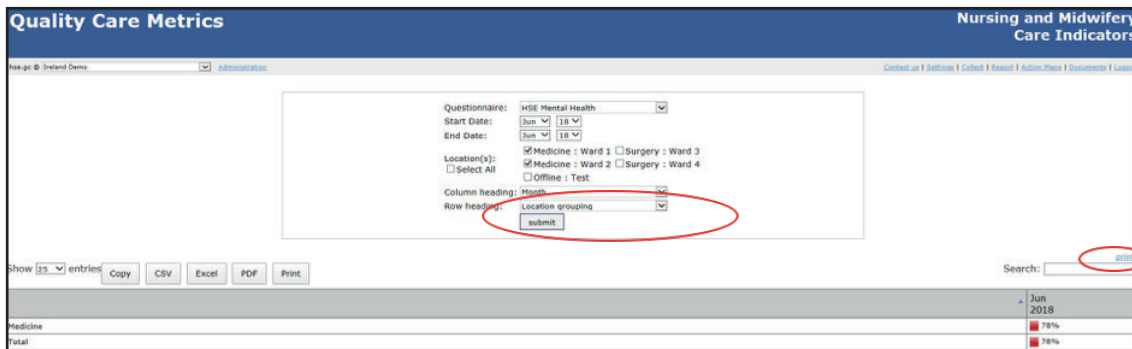 Quality Care Metrics
Nursing and Midwifery
Care Indicators
hse.gc @ Ireland Demo Administration
Contact us | Settings | Collect | Report | Action Plans | Documents | Logout
Questionnaire: HSE Mental Health
Start Date: Jun 18
End Date: Jun 18
Location(s): Medicine : Ward 1 Surgery : Ward 3
Select All Medicine : Ward 2 Surgery : Ward 4
Offline : Test
Column heading: Month
Row heading: Location grouping
submit
print
Show 25 entries Copy CSV Excel PDF Print Search:
Jun
2018
Medicine 78%
Total 78%